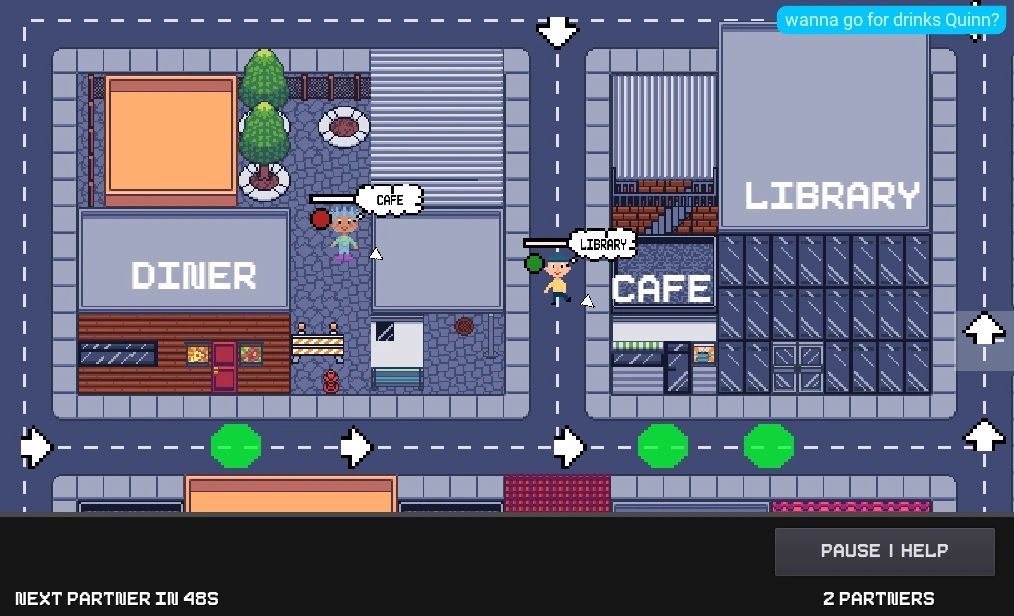 wanna go for drinks Quinn?
LIBRARY
CAFE
LIBRARY
DINER
CAFE
PAUSE | HELP
NEXT PARTNER IN 48S
2 PARTNERS